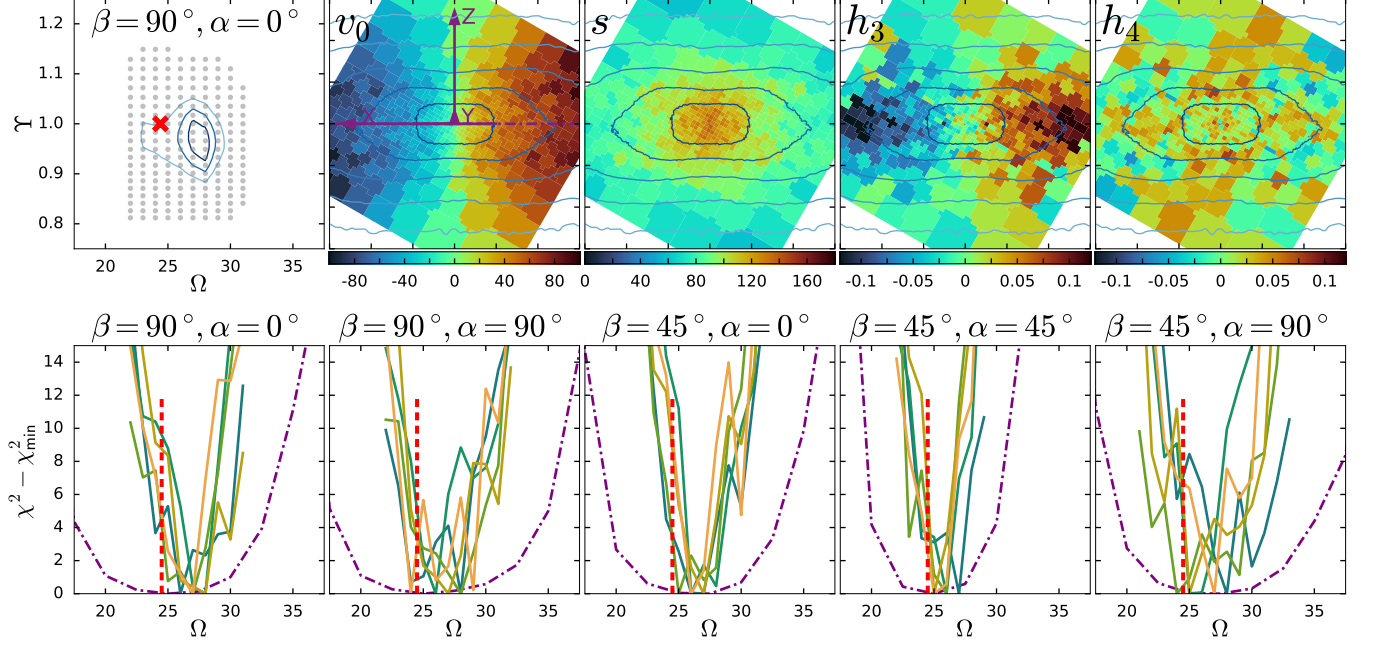 β = 90°, α = 0°
v₀
s
h₃
h₄
Z
X
Y
1.2
1.1
1.0
0.9
0.8
Υ
20 25 30 35
Ω
-80 -40 0 40 80
0 40 80 120 160
-0.1 -0.05 0 0.05 0.1
-0.1 -0.05 0 0.05 0.1
β = 90°, α = 0°
β = 90°, α = 90°
β = 45°, α = 0°
β = 45°, α = 45°
β = 45°, α = 90°
14
12
10
8
6
4
2
0
χ² − χ²min
20 25 30 35
20 25 30 35
20 25 30 35
20 25 30 35
20 25 30 35
Ω
Ω
Ω
Ω
Ω